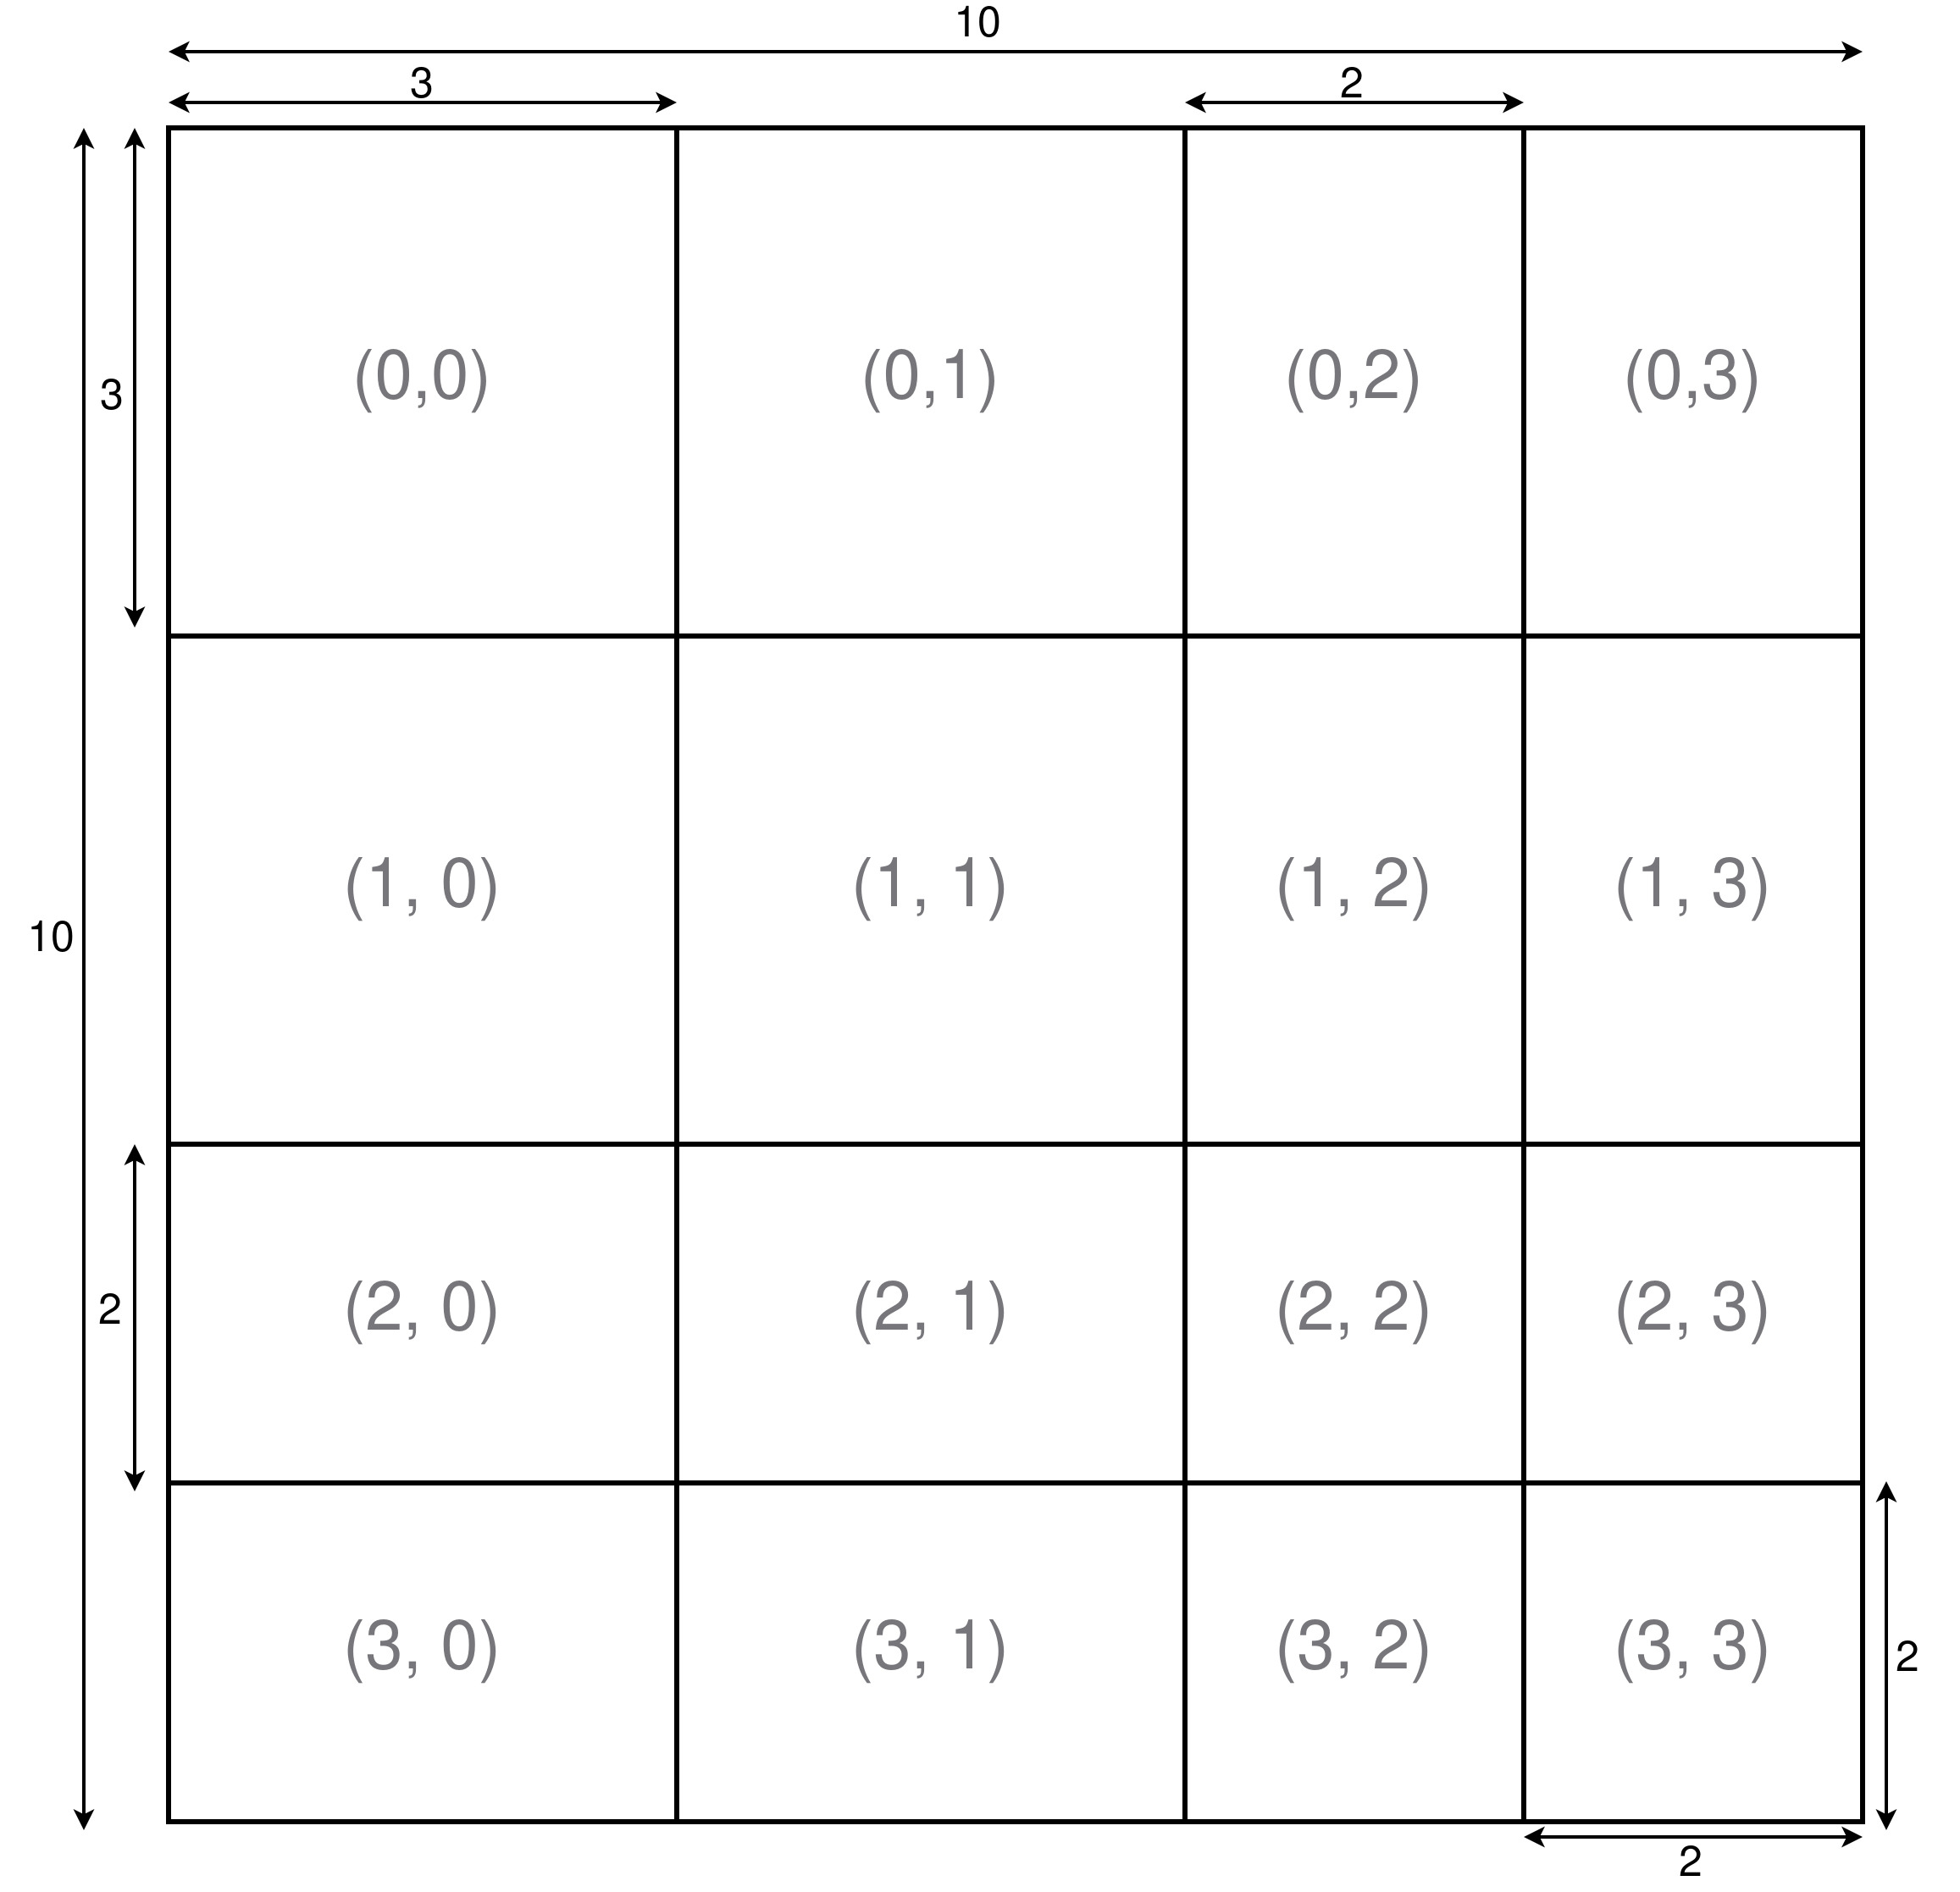 10
3
2
3
(0,0) (0,1) (0,2) (0,3)
(1, 0) (1, 1) (1, 2) (1, 3)
10
2
(2, 0) (2, 1) (2, 2) (2, 3)
(3, 0) (3, 1) (3, 2) (3, 3)
2
2